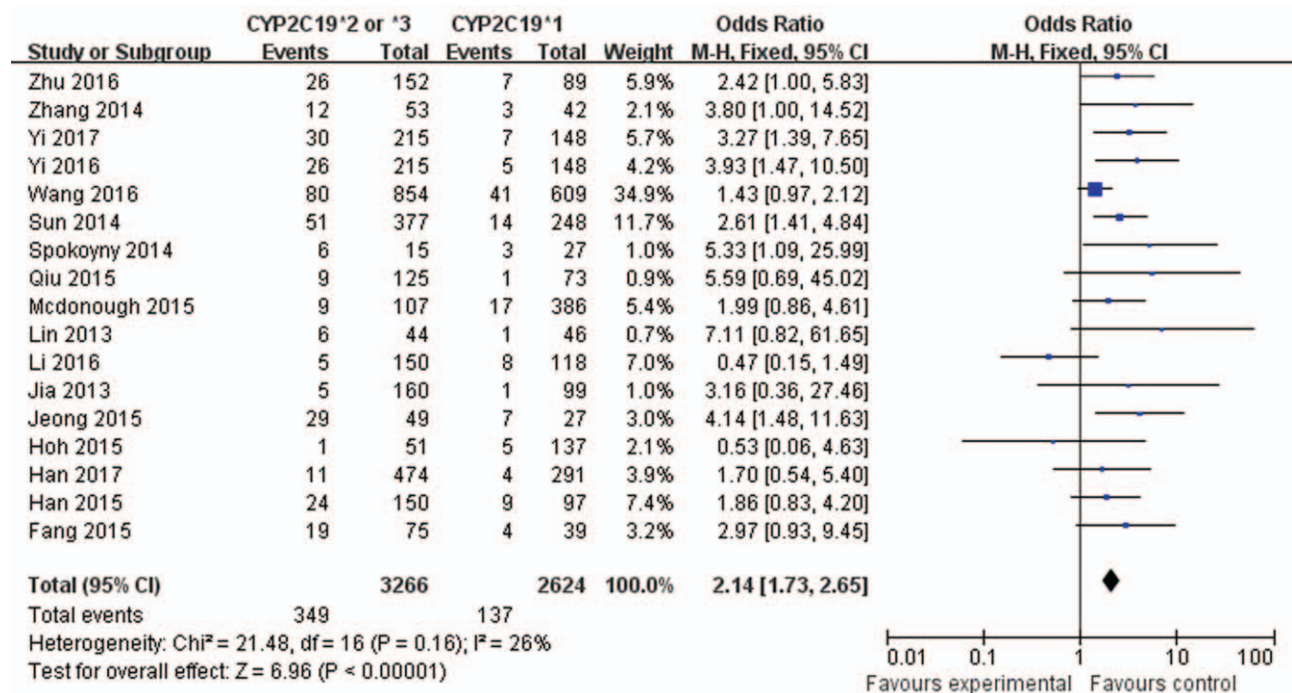 CYP2C19*2 or *3 CYP2C19*1 Odds Ratio Odds Ratio
Study or Subgroup Events Total Events Total Weight M-H, Fixed, 95% CI M-H, Fixed, 95% CI
Zhu 2016 26 152 7 89 5.9% 2.42 [1.00, 5.83]
Zhang 2014 12 53 3 42 2.1% 3.80 [1.00, 14.52]
Yi 2017 30 215 7 148 5.7% 3.27 [1.39, 7.65]
Yi 2016 26 215 5 148 4.2% 3.93 [1.47, 10.50]
Wang 2016 80 854 41 609 34.9% 1.43 [0.97, 2.12]
Sun 2014 51 377 14 248 11.7% 2.61 [1.41, 4.84]
Spokoyny 2014 6 15 3 27 1.0% 5.33 [1.09, 25.99]
Qiu 2015 9 125 1 73 0.9% 5.59 [0.69, 45.02]
Mcdonough 2015 9 107 17 386 5.4% 1.99 [0.86, 4.61]
Lin 2013 6 44 1 46 0.7% 7.11 [0.82, 61.65]
Li 2016 5 150 8 118 7.0% 0.47 [0.15, 1.49]
Jia 2013 5 160 1 99 1.0% 3.16 [0.36, 27.46]
Jeong 2015 29 49 7 27 3.0% 4.14 [1.48, 11.63]
Hoh 2015 1 51 5 137 2.1% 0.53 [0.06, 4.63]
Han 2017 11 474 4 291 3.9% 1.70 [0.54, 5.40]
Han 2015 24 150 9 97 7.4% 1.86 [0.83, 4.20]
Fang 2015 19 75 4 39 3.2% 2.97 [0.93, 9.45]
Total (95% CI) 3266 2624 100.0% 2.14 [1.73, 2.65]
Total events 349 137
Heterogeneity: Chi² = 21.48, df = 16 (P = 0.16); I² = 26%
Test for overall effect: Z = 6.96 (P < 0.00001)
0.01 0.1 1 10 100
Favours experimental Favours control